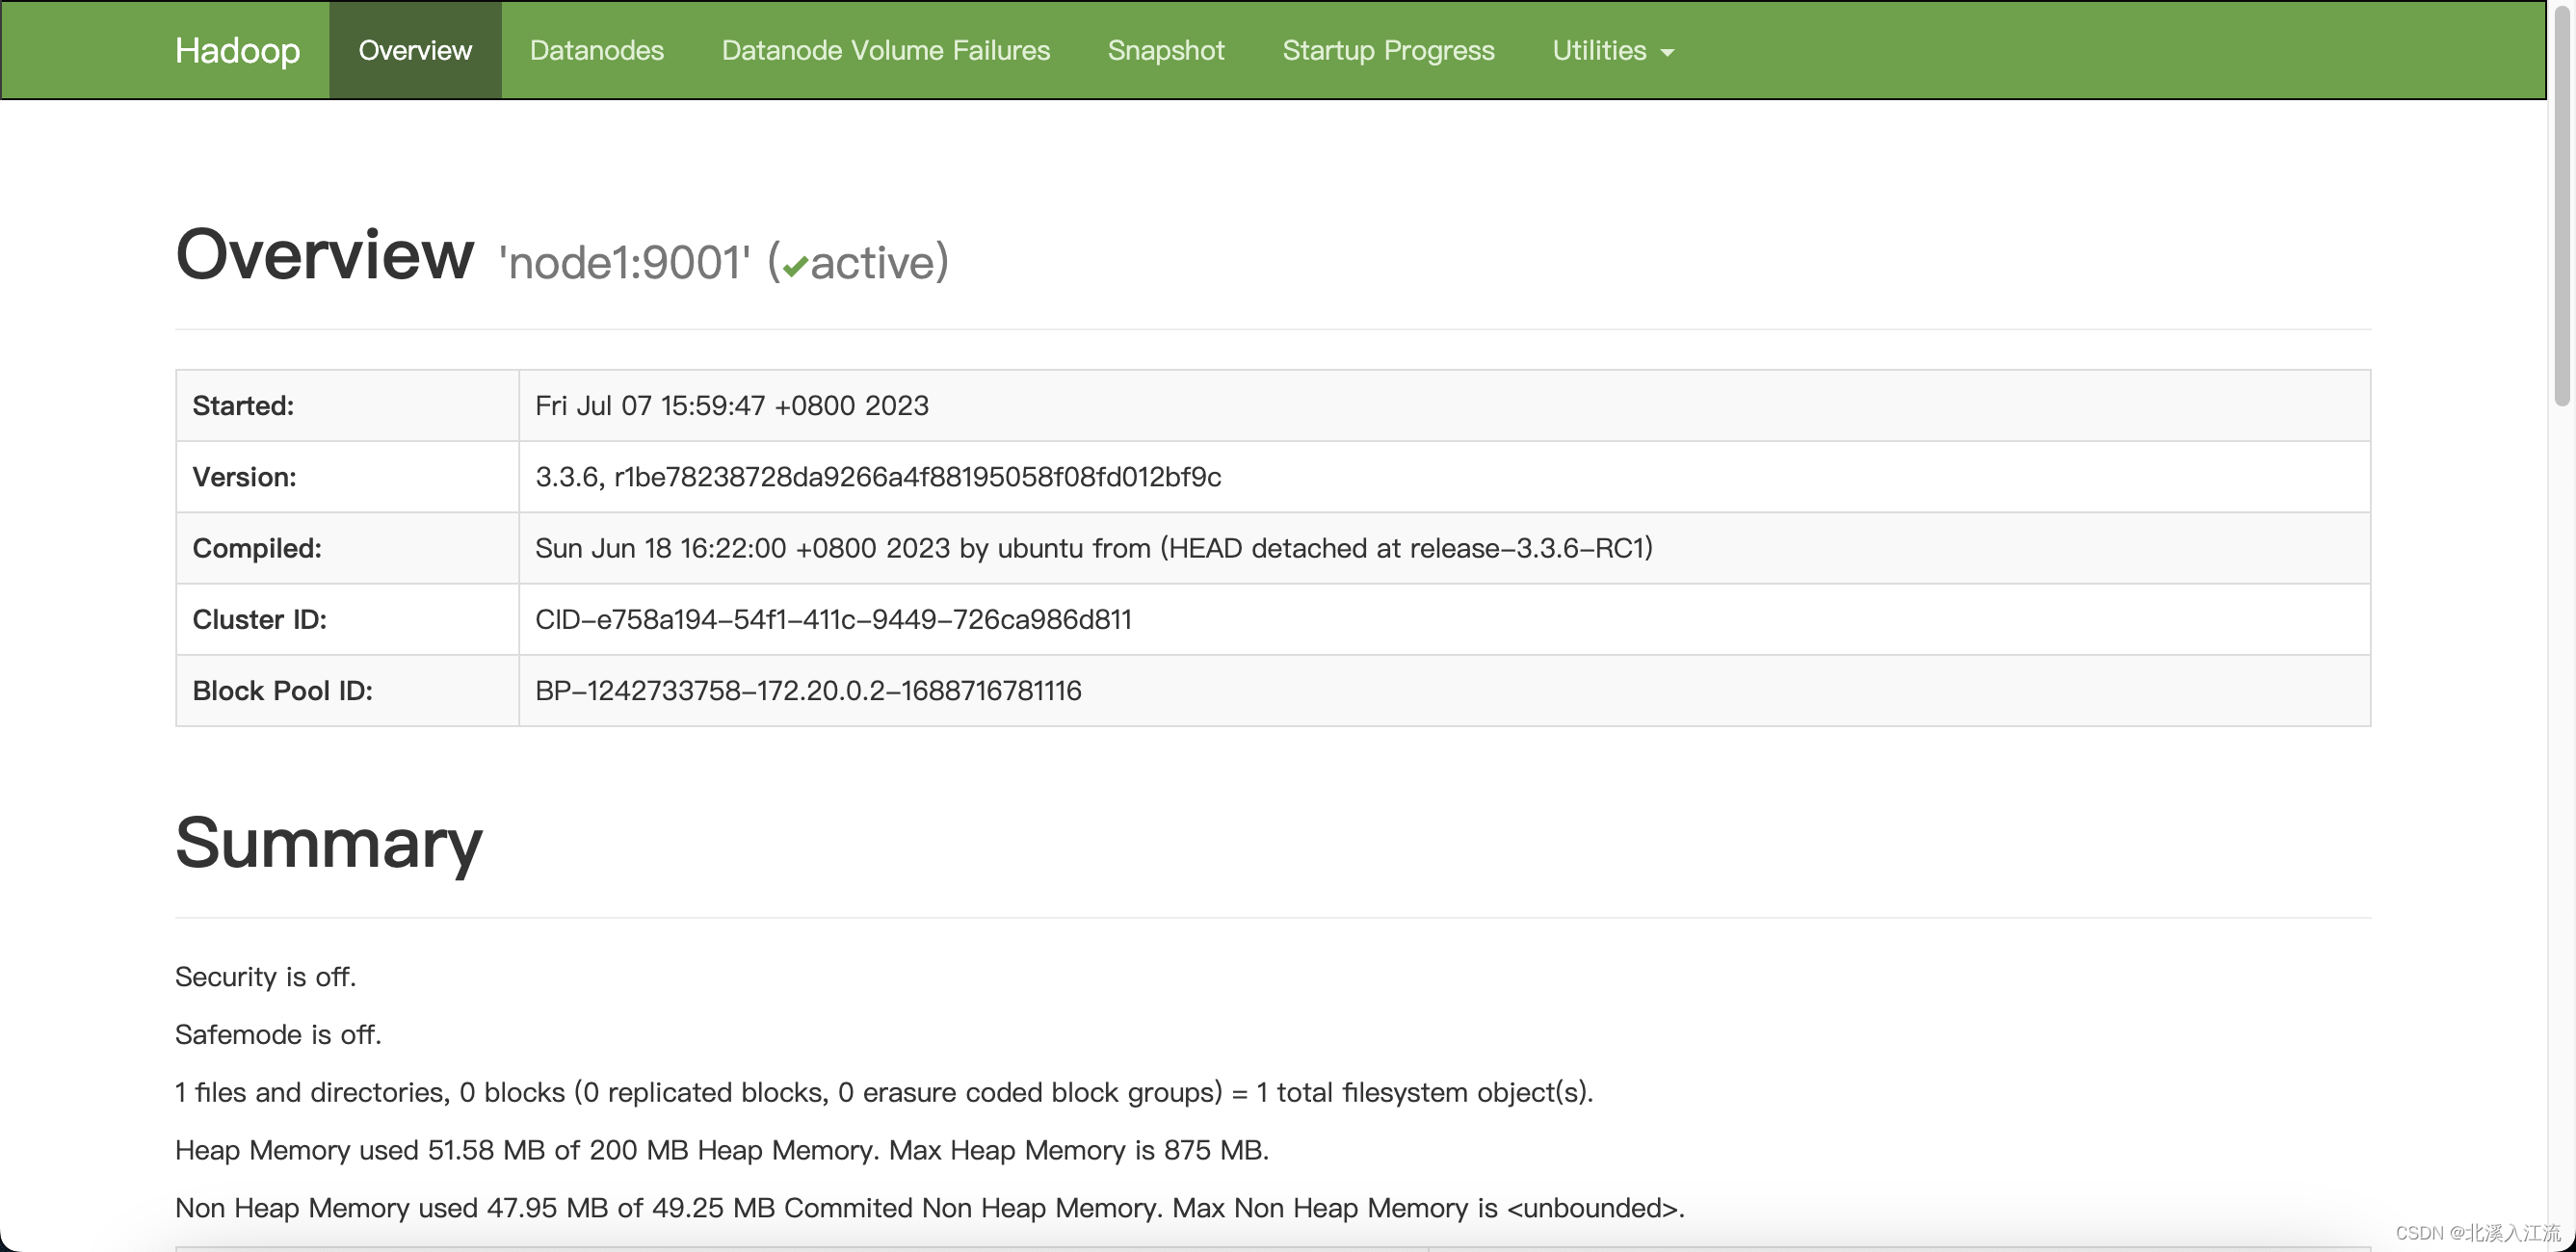 Hadoop Overview Datanodes Datanode Volume Failures Snapshot Startup Progress Utilities
Overview 'node1:9001' (✓active)
Started: Fri Jul 07 15:59:47 +0800 2023
Version: 3.3.6, r1be78238728da9266a4f88195058f08fd012bf9c
Compiled: Sun Jun 18 16:22:00 +0800 2023 by ubuntu from (HEAD detached at release-3.3.6-RC1)
Cluster ID: CID-e758a194-54f1-411c-9449-726ca986d811
Block Pool ID: BP-1242733758-172.20.0.2-1688716781116
Summary
Security is off.
Safemode is off.
1 files and directories, 0 blocks (0 replicated blocks, 0 erasure coded block groups) = 1 total filesystem object(s).
Heap Memory used 51.58 MB of 200 MB Heap Memory. Max Heap Memory is 875 MB.
Non Heap Memory used 47.95 MB of 49.25 MB Commited Non Heap Memory. Max Non Heap Memory is <unbounded>.
CSDN @北溪入江流